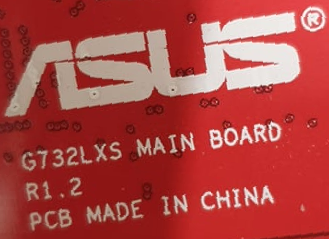 ASUS®
G732LXS MAIN BOARD
R1.2
PCB MADE IN CHINA